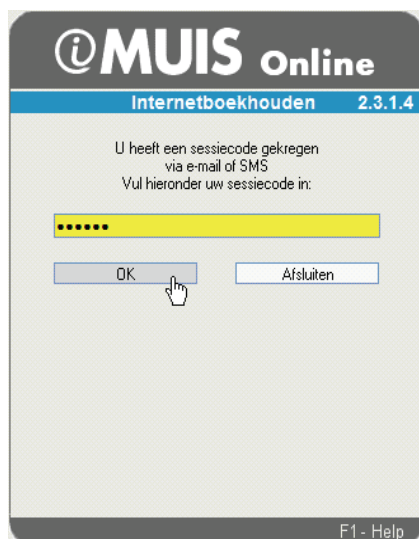 iMUIS Online
Internetboekhouden 2.3.1.4
U heeft een sessiecode gekregen
via e-mail of SMS
Vul hieronder uw sessiecode in:
••••••
OK Afsluiten
F1 - Help